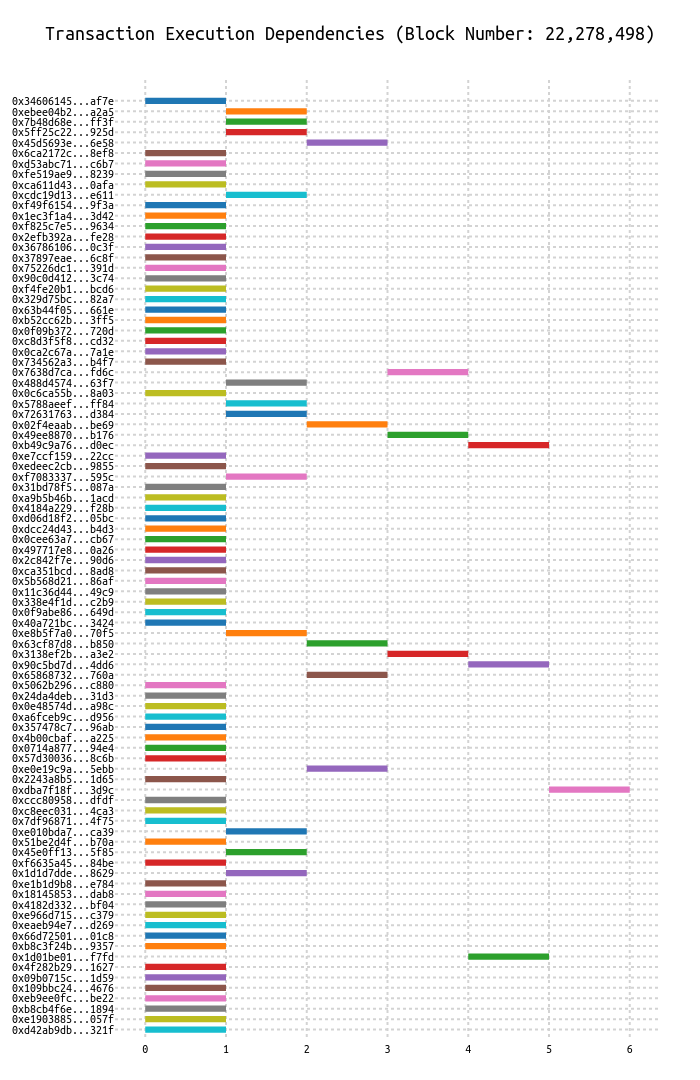 Transaction Execution Dependencies (Block Number: 22,278,498)
0x34606145...af7e
0xebee04b2...a2a5
0x7b48d68e...ff3f
0x5ff25c22...925d
0x45d5693e...6e58
0x6ca2172c...8ef8
0xd53abc71...c6b7
0xfe519ae9...8239
0xca611d43...0afa
0xcdc19d13...e611
0xf49f6154...9f3a
0x1ec3f1a4...3d42
0xf825c7e5...9634
0x2efb392a...fe28
0x36786106...0c3f
0x37897eae...6c8f
0x75226dc1...391d
0x90c0d412...3c74
0xf4fe20b1...bcd6
0x329d75bc...82a7
0x63b44f05...661e
0xb52cc62b...3ff5
0x0f09b372...720d
0xc8d3f5f8...cd32
0x0ca2c67a...7a1e
0x734562a3...b4f7
0x7638d7ca...fd6c
0x488d4574...63f7
0x0c6ca55b...8a03
0x5788aeef...ff84
0x72631763...d384
0x02f4eaab...be69
0x49ee8870...b176
0xb49c9a76...d0ec
0xe7ccf159...22cc
0xedeec2cb...9855
0xf7083337...595c
0x31bd78f5...087a
0xa9b5b46b...1acd
0x4184a229...f28b
0xd06d18f2...05bc
0xdcc24d43...b4d3
0x0cee63a7...cb67
0x497717e8...0a26
0x2c842f7e...90d6
0xca351bcd...8ad8
0x5b568d21...86af
0x11c36d44...49c9
0x338e4f1d...c2b9
0x0f9abe86...649d
0x40a721bc...3424
0xe8b5f7a0...70f5
0x63cf87d8...b850
0x3138ef2b...a3e2
0x90c5bd7d...4dd6
0x65868732...760a
0x5062b296...c880
0x24da4deb...31d3
0x0e48574d...a98c
0xa6fceb9c...d956
0x357478c7...96ab
0x4b00cbaf...a225
0x0714a877...94e4
0x57d30036...8c6b
0xe0e19c9a...5ebb
0x2243a8b5...1d65
0xdba7f18f...3d9c
0xccc80958...dfdf
0xc8eec031...4ca3
0x7df96871...4f75
0xe010bda7...ca39
0x51be2d4f...b70a
0x45e0ff13...5f85
0xf6635a45...84be
0x1d1d7dde...8629
0xe1b1d9b8...e784
0x18145853...dab8
0x4182d332...bf04
0xe966d715...c379
0xeaeb94e7...d269
0x66d72501...01c8
0xb8c3f24b...9357
0x1d01be01...f7fd
0x4f282b29...1627
0x09b0715c...1d59
0x109bbc24...4676
0xeb9ee0fc...be22
0xb8cb4f6e...1894
0xe1903885...057f
0xd42ab9db...321f
0 1 2 3 4 5 6